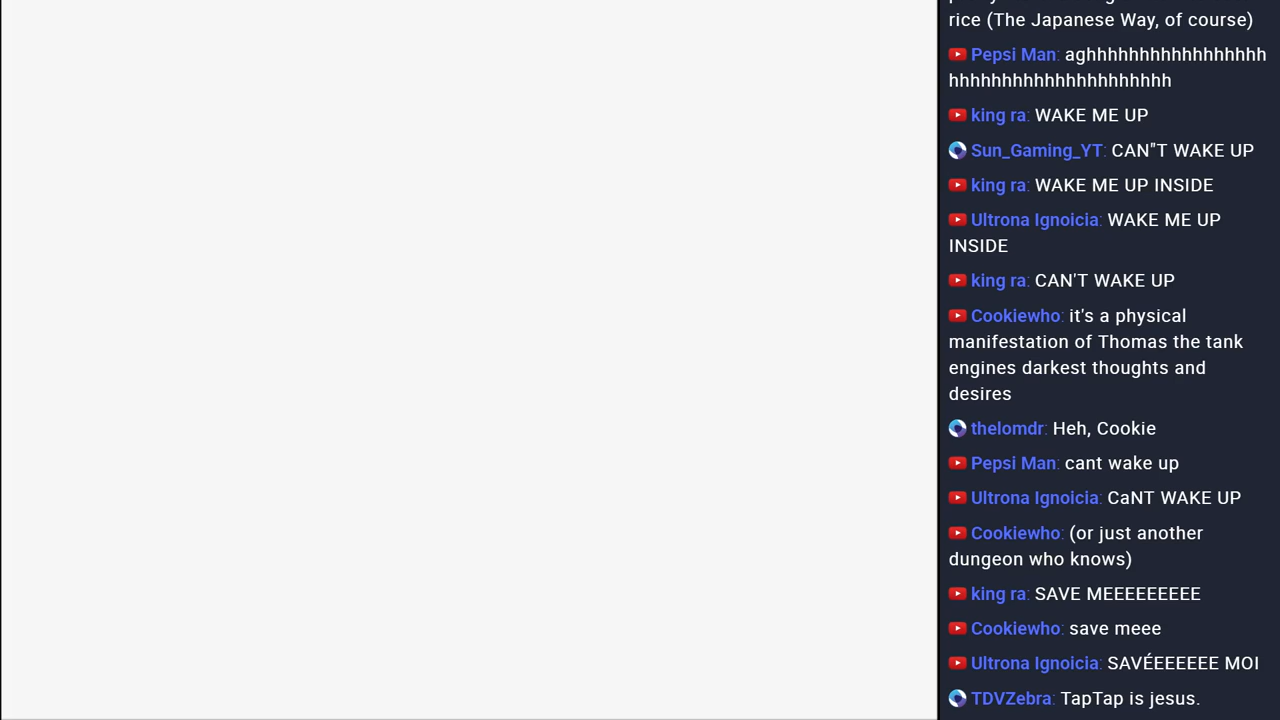 rice (The Japanese Way, of course)
Pepsi Man: aghhhhhhhhhhhhhhhhh
hhhhhhhhhhhhhhhhhhhhh
king ra: WAKE ME UP
Sun_Gaming_YT: CAN"T WAKE UP
king ra: WAKE ME UP INSIDE
Ultrona Ignoicia: WAKE ME UP
INSIDE
king ra: CAN'T WAKE UP
Cookiewho: it's a physical
manifestation of Thomas the tank
engines darkest thoughts and
desires
thelomdr: Heh, Cookie
Pepsi Man: cant wake up
Ultrona Ignoicia: CaNT WAKE UP
Cookiewho: (or just another
dungeon who knows)
king ra: SAVE MEEEEEEEEE
Cookiewho: save meee
Ultrona Ignoicia: SAVÉEEEEEE MOI
TDVZebra: TapTap is jesus.